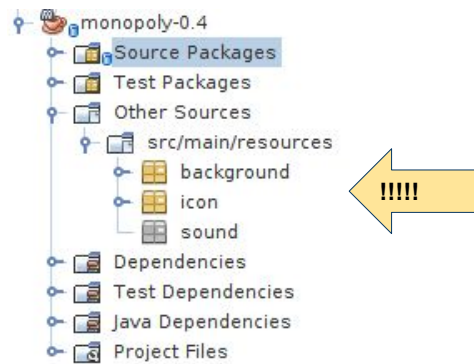 monopoly-0.4
Source Packages
Test Packages
Other Sources
src/main/resources
background
icon
!!!!!
sound
Dependencies
Test Dependencies
Java Dependencies
Project Files